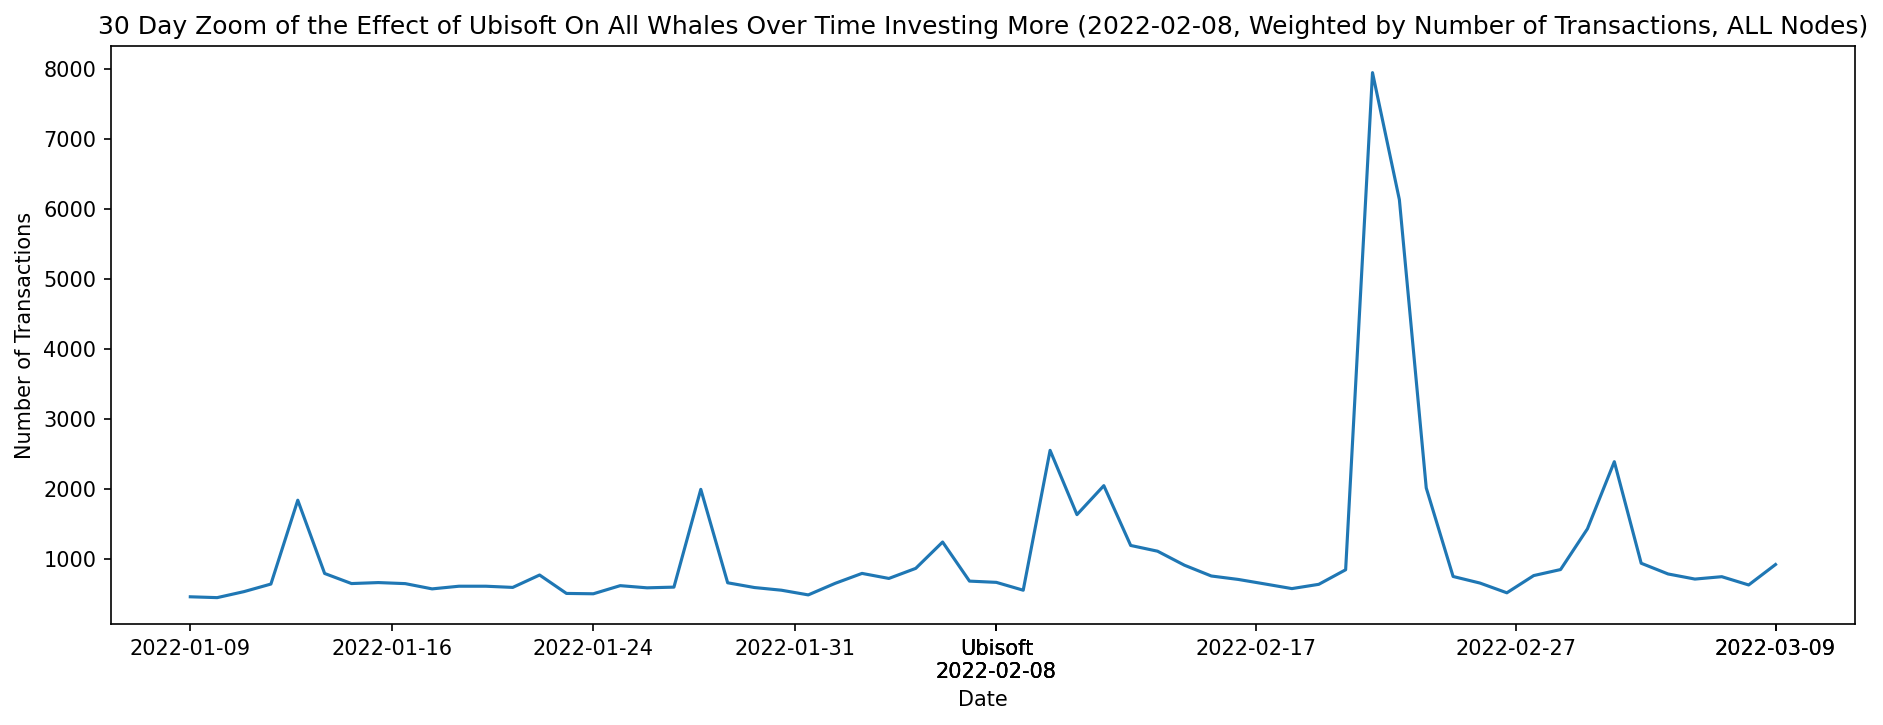 30 Day Zoom of the Effect of Ubisoft On All Whales Over Time Investing More (2022-02-08, Weighted by Number of Transactions, ALL Nodes)
8000
7000
6000
5000
4000
3000
2000
1000
Number of Transactions
2022-01-09 2022-01-16 2022-01-24 2022-01-31 Ubisoft 2022-02-17 2022-02-27 2022-03-09
2022-02-08
Date